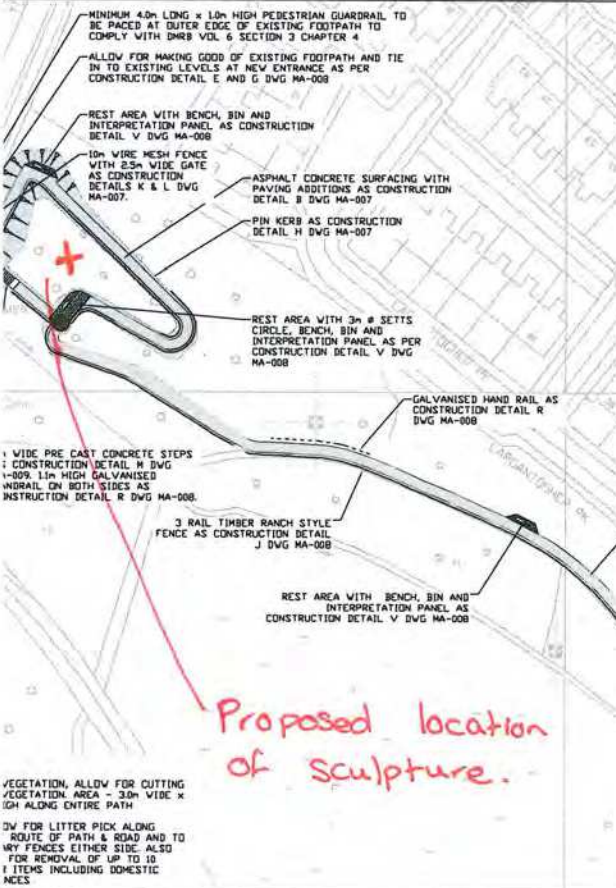 MINIMUM 4.0m LONG x 1.0m HIGH PEDESTRIAN GUARDRAIL TO
BE PACED AT OUTER EDGE OF EXISTING FOOTPATH TO
COMPLY WITH DMRB VOL 6 SECTION 3 CHAPTER 4
ALLOW FOR MAKING GOOD OF EXISTING FOOTPATH AND TIE
IN TO EXISTING LEVELS AT NEW ENTRANCE AS PER
CONSTRUCTION DETAIL E AND G DWG MA-008
REST AREA WITH BENCH, BIN AND
INTERPRETATION PANEL AS CONSTRUCTION
DETAIL V DWG MA-008
10m WIRE MESH FENCE
WITH 2.5m WIDE GATE
AS CONSTRUCTION
DETAILS K & L DWG
MA-007.
ASPHALT CONCRETE SURFACING WITH
PAVING ADDITIONS AS CONSTRUCTION
DETAIL B DWG MA-007
PIN KERB AS CONSTRUCTION
DETAIL H DWG MA-007
REST AREA WITH 3m ø SETTS
CIRCLE, BENCH, BIN AND
INTERPRETATION PANEL AS PER
CONSTRUCTION DETAIL V DWG
MA-008
GALVANISED HAND RAIL AS
CONSTRUCTION DETAIL R
DWG MA-008
WIDE PRE CAST CONCRETE STEPS
CONSTRUCTION DETAIL M DWG
-009. 1.1m HIGH GALVANISED
NDRAIL ON BOTH SIDES AS
NSTRUCTION DETAIL R DWG MA-008.
3 RAIL TIMBER RANCH STYLE
FENCE AS CONSTRUCTION DETAIL
J DWG MA-008
REST AREA WITH BENCH, BIN AND
INTERPRETATION PANEL AS
CONSTRUCTION DETAIL V DWG MA-008
Proposed location
of sculpture.
VEGETATION, ALLOW FOR CUTTING
VEGETATION. AREA - 3.0m WIDE x
IGH ALONG ENTIRE PATH
OW FOR LITTER PICK ALONG
ROUTE OF PATH & ROAD AND TO
RY FENCES EITHER SIDE. ALSO
FOR REMOVAL OF UP TO 10
ITEMS INCLUDING DOMESTIC
NCES